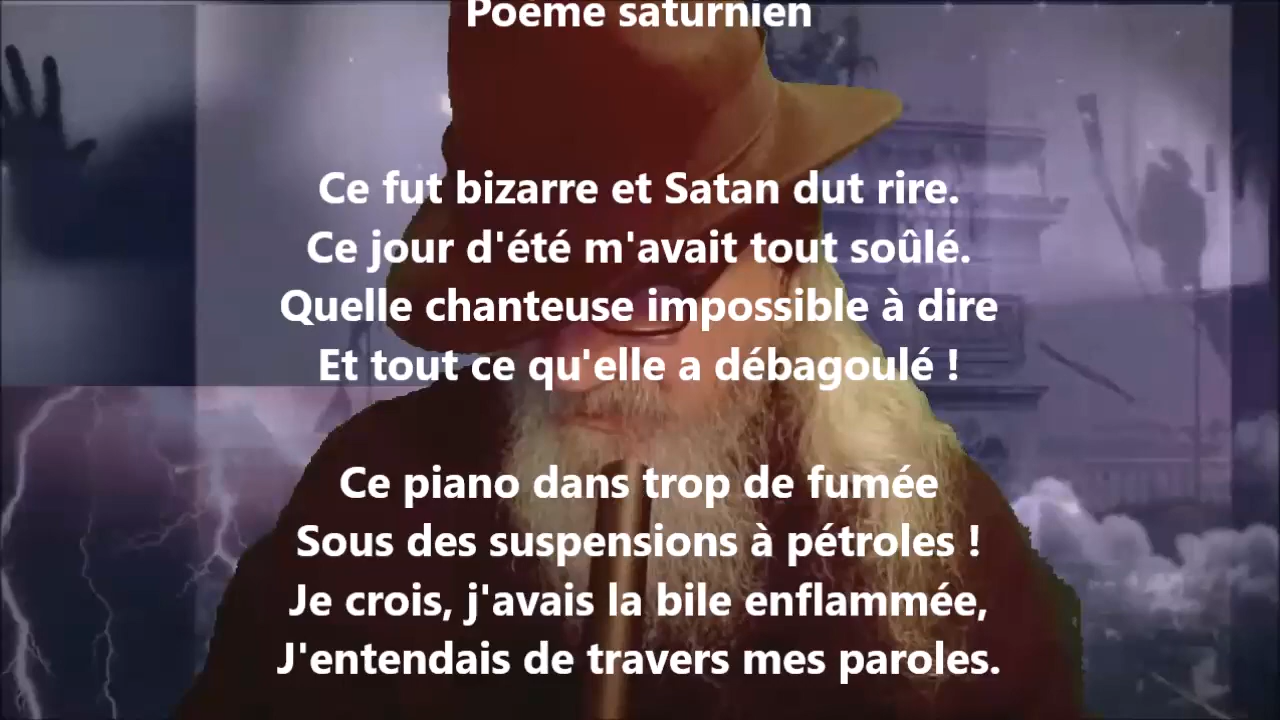 Poème saturnien
Ce fut bizarre et Satan dut rire.
Ce jour d'été m'avait tout soûlé.
Quelle chanteuse impossible à dire
Et tout ce qu'elle a débagoulé !
Ce piano dans trop de fumée
Sous des suspensions à pétroles !
Je crois, j'avais la bile enflammée,
J'entendais de travers mes paroles.